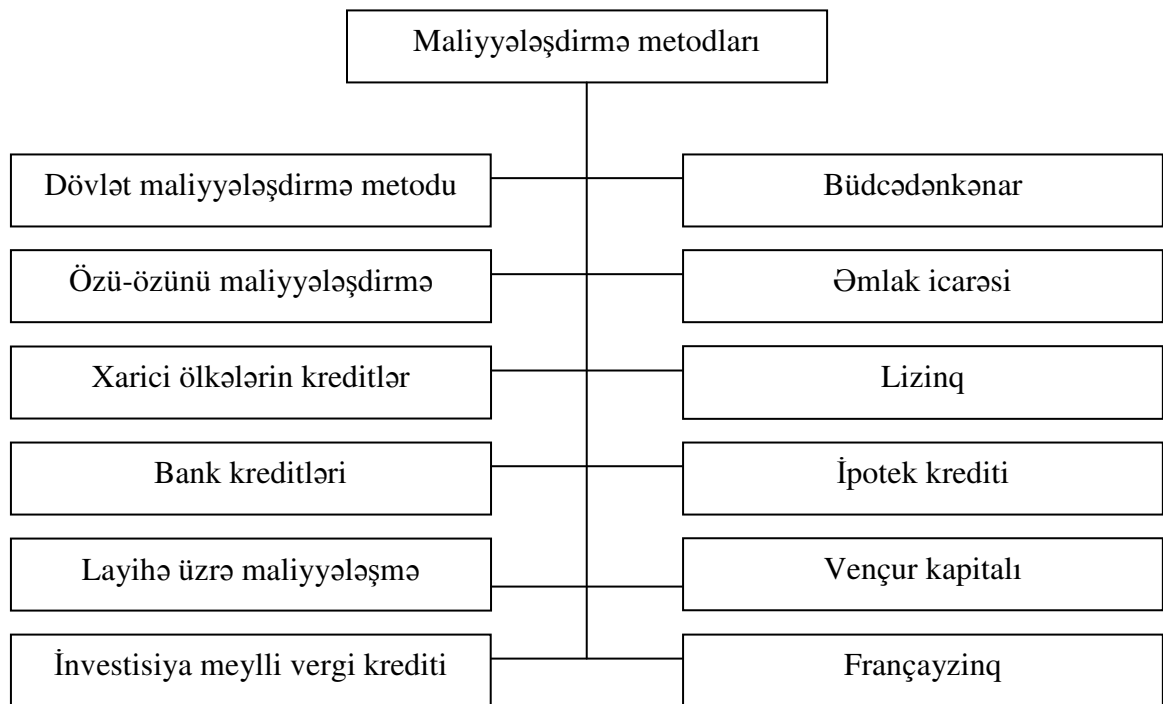 Maliyyələşdirmə metodları
Dövlət maliyyələşdirmə metodu
Büdcədənkənar
Özü-özünü maliyyələşdirmə
Əmlak icarəsi
Xarici ölkələrin kreditlər
Lizinq
Bank kreditləri
İpotek krediti
Layihə üzrə maliyyələşmə
Vençur kapitalı
İnvestisiya meylli vergi krediti
Françayzinq